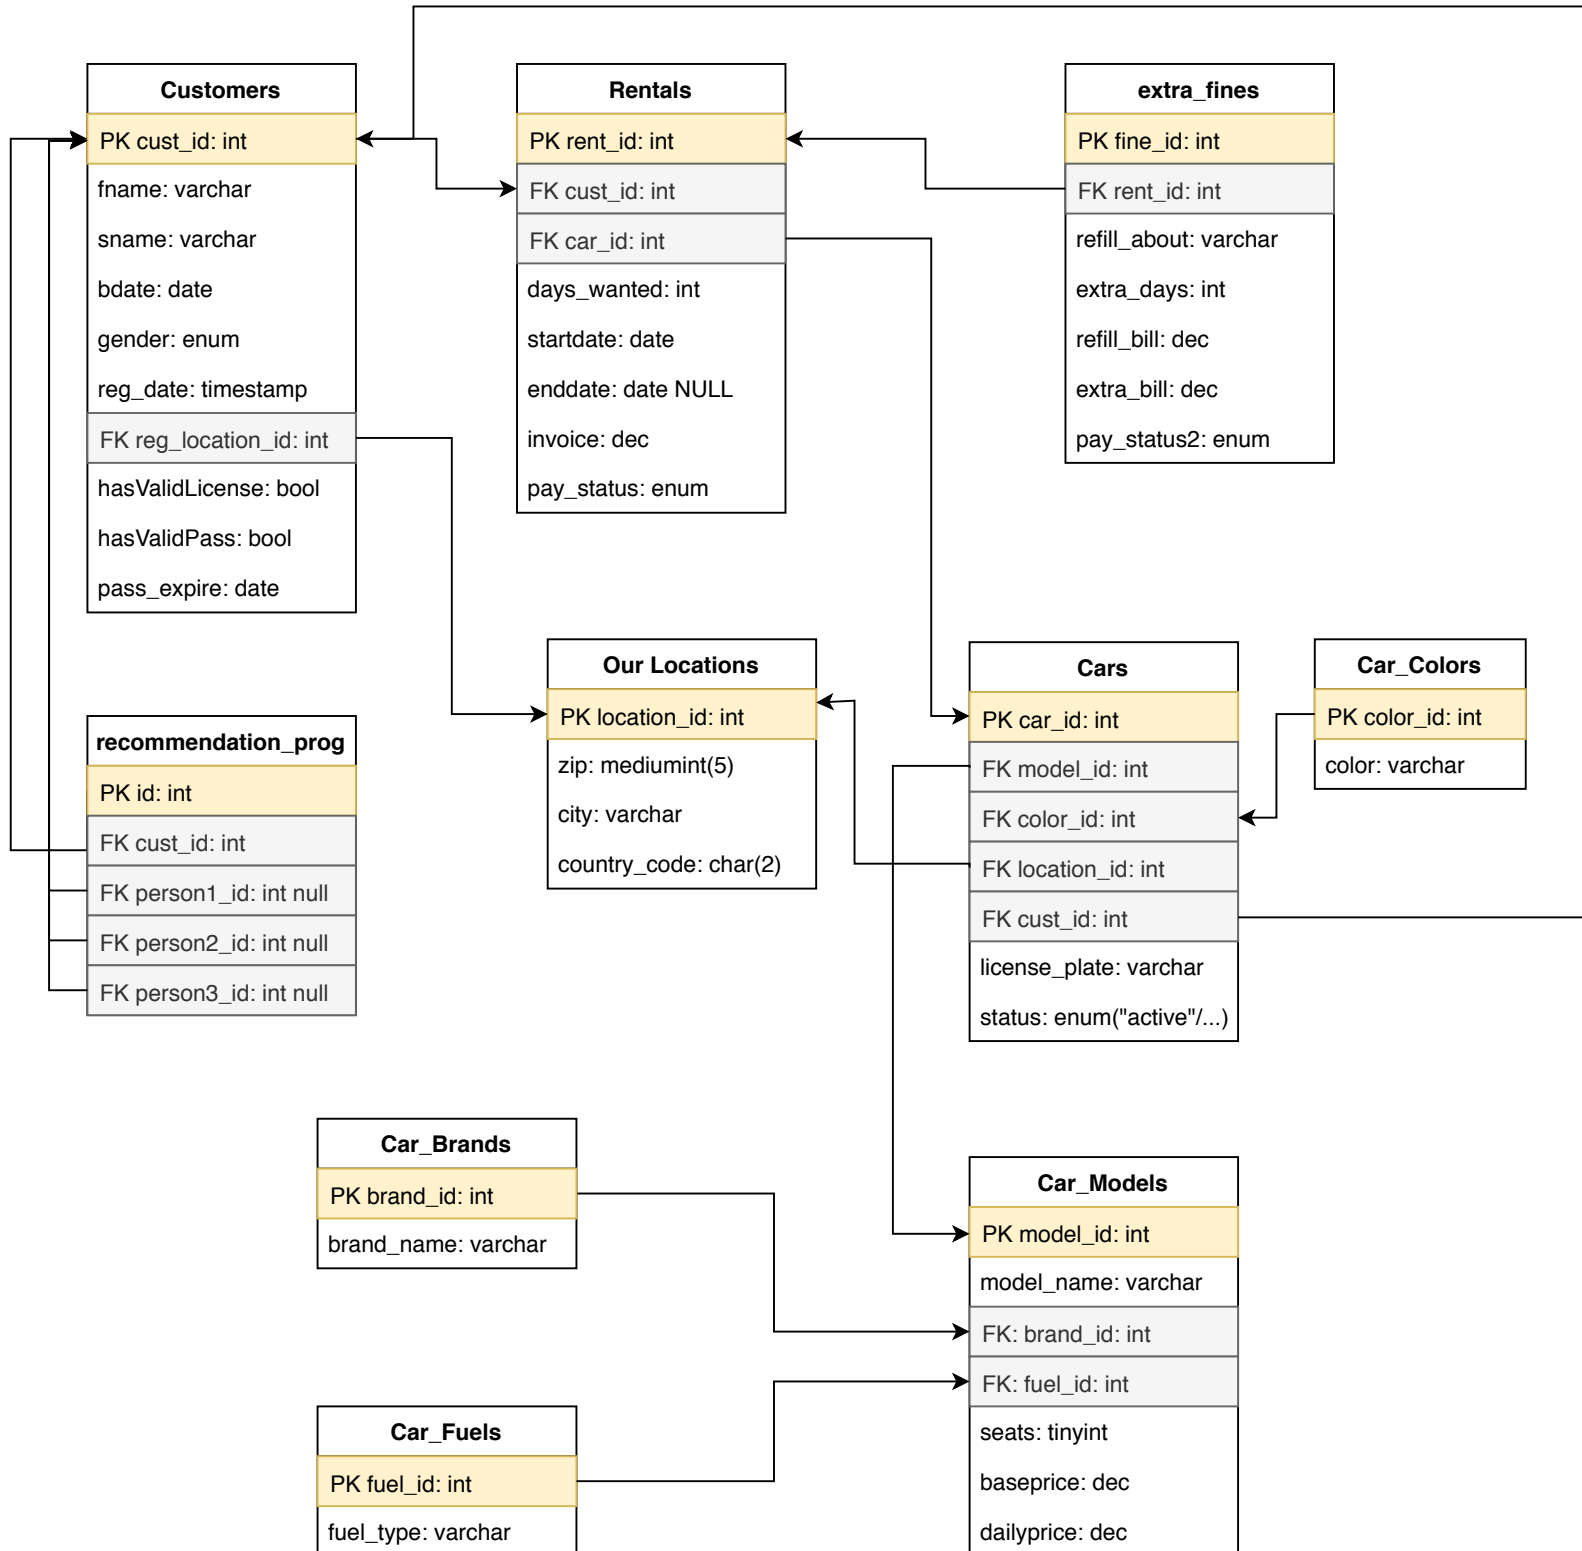 Customers
PK cust_id: int
fname: varchar
sname: varchar
bdate: date
gender: enum
reg_date: timestamp
FK reg_location_id: int
hasValidLicense: bool
hasValidPass: bool
pass_expire: date
Rentals
PK rent_id: int
FK cust_id: int
FK car_id: int
days_wanted: int
startdate: date
enddate: date NULL
invoice: dec
pay_status: enum
extra_fines
PK fine_id: int
FK rent_id: int
refill_about: varchar
extra_days: int
refill_bill: dec
extra_bill: dec
pay_status2: enum
recommendation_prog
PK id: int
FK cust_id: int
FK person1_id: int null
FK person2_id: int null
FK person3_id: int null
Our Locations
PK location_id: int
zip: mediumint(5)
city: varchar
country_code: char(2)
Cars
PK car_id: int
FK model_id: int
FK color_id: int
FK location_id: int
FK cust_id: int
license_plate: varchar
status: enum("active"/...)
Car_Colors
PK color_id: int
color: varchar
Car_Brands
PK brand_id: int
brand_name: varchar
Car_Fuels
PK fuel_id: int
fuel_type: varchar
Car_Models
PK model_id: int
model_name: varchar
FK: brand_id: int
FK: fuel_id: int
seats: tinyint
baseprice: dec
dailyprice: dec